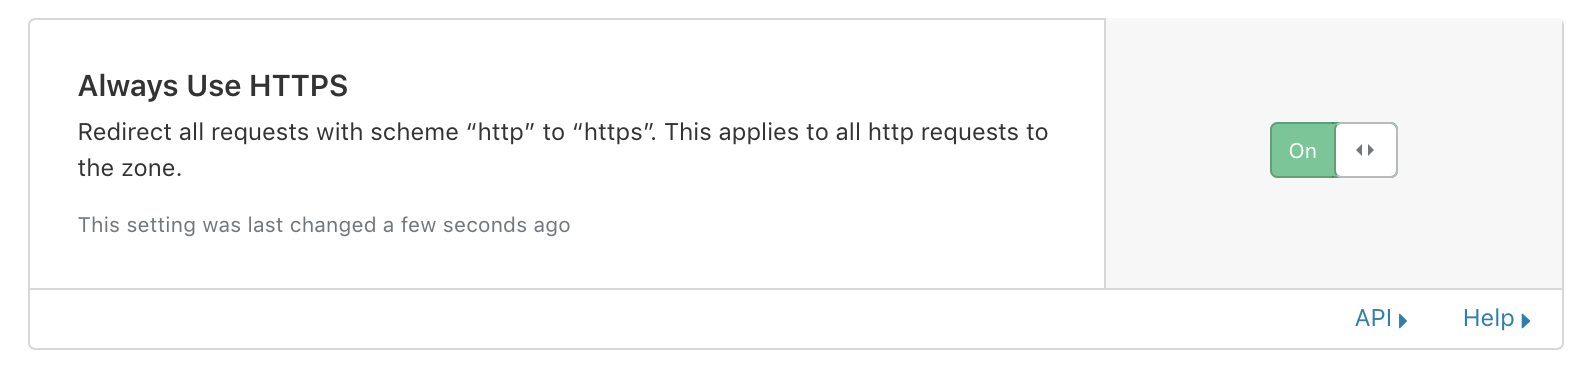 Always Use HTTPS
Redirect all requests with scheme “http” to “https”. This applies to all http requests to
the zone.
On
This setting was last changed a few seconds ago
API
Help